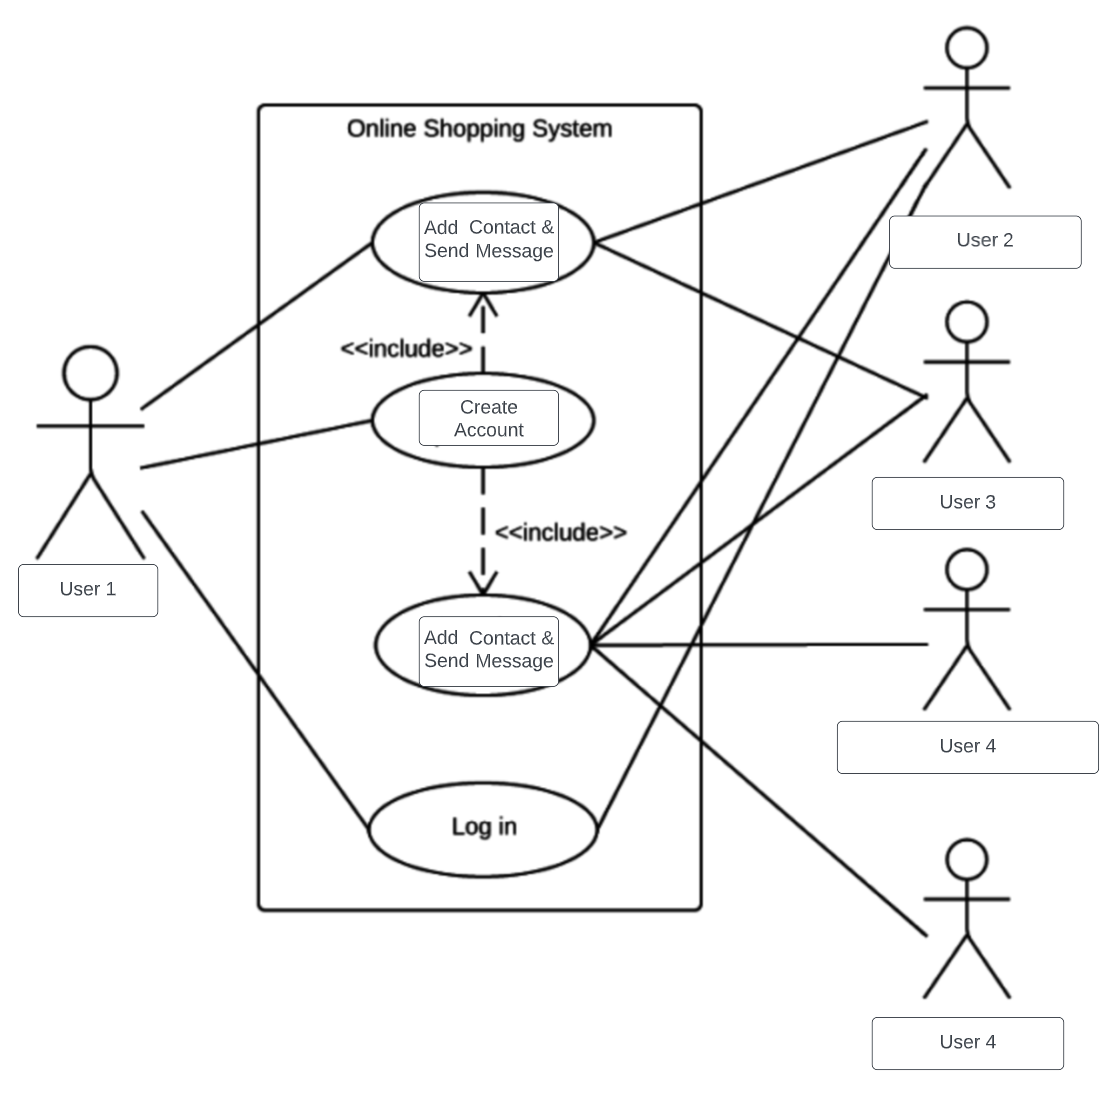 Online Shopping System
Add Contact &
Send Message
<<include>>
Create
Account
<<include>>
Add Contact &
Send Message
Log in
User 1
User 2
User 3
User 4
User 4